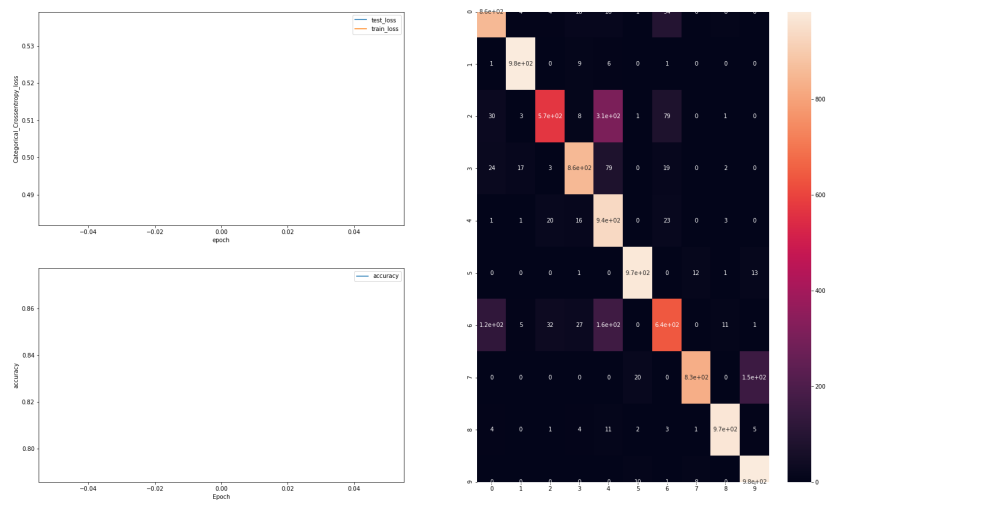 test_loss
train_loss
0.53
0.52
0.51
0.50
0.49
Categorical_Crossentropy_loss
−0.04 −0.02 0.00 0.02 0.04
epoch
accuracy
0.86
0.84
0.82
0.80
accuracy
−0.04 −0.02 0.00 0.02 0.04
Epoch
0
1 1 9.8e+02 0 9 6 0 1 0 0 0
2 30 3 5.7e+02 8 3.1e+02 1 79 0 1 0
3 24 17 3 8.6e+02 79 0 19 0 2 0
4 1 1 20 16 9.4e+02 0 23 0 3 0
5 0 0 0 1 0 9.7e+02 0 12 1 13
6 1.2e+02 5 32 27 1.6e+02 0 6.4e+02 0 11 1
7 0 0 0 0 0 20 0 8.3e+02 0 1.5e+02
8 4 0 1 4 11 2 3 1 9.7e+02 5
9 9.8e+02
0 1 2 3 4 5 6 7 8 9
800
600
400
200
0